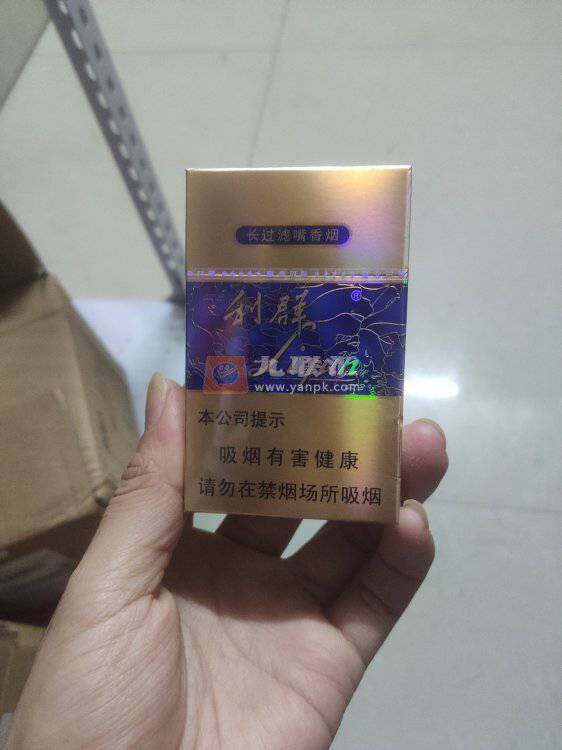 长过滤嘴香烟
利群
®
九联汛
www.yanpk.com
本公司提示
吸烟有害健康
请勿在禁烟场所吸烟